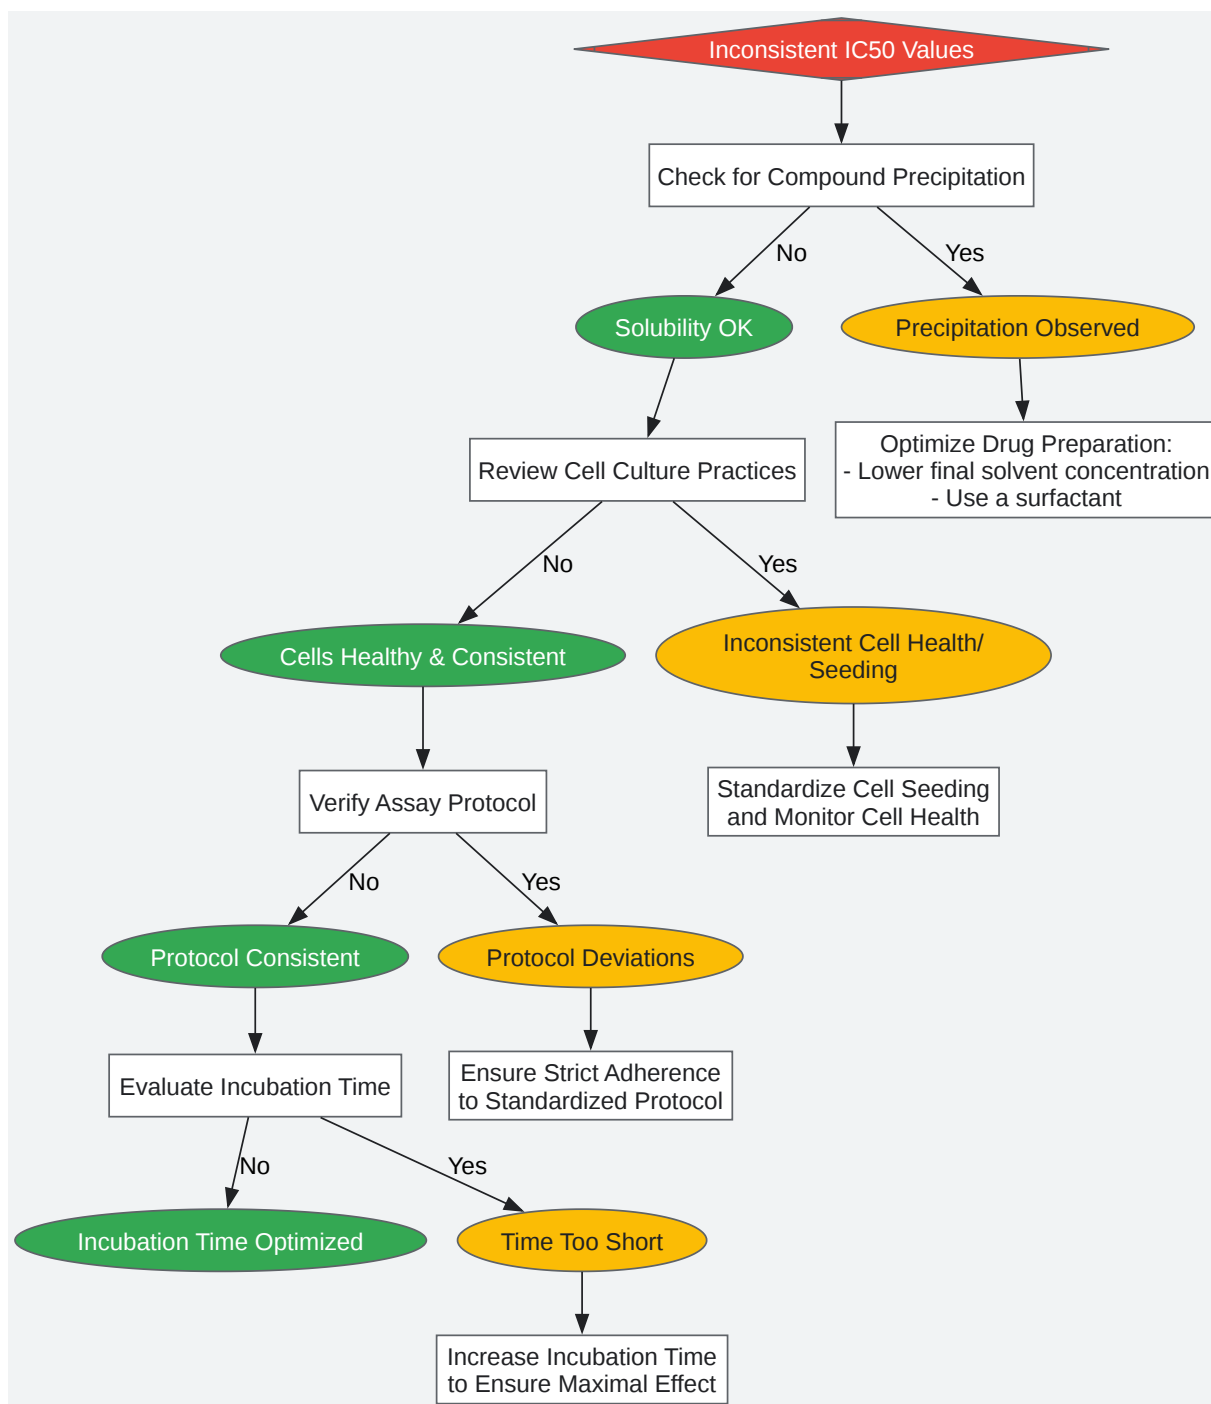 Inconsistent IC50 Values
Check for Compound Precipitation
No
Yes
Solubility OK
Precipitation Observed
Optimize Drug Preparation:
- Lower final solvent concentration
- Use a surfactant
Review Cell Culture Practices
No
Yes
Cells Healthy & Consistent
Inconsistent Cell Health/
Seeding
Verify Assay Protocol
Standardize Cell Seeding
and Monitor Cell Health
No
Yes
Protocol Consistent
Protocol Deviations
Evaluate Incubation Time
Ensure Strict Adherence
to Standardized Protocol
No
Yes
Incubation Time Optimized
Time Too Short
Increase Incubation Time
to Ensure Maximal Effect